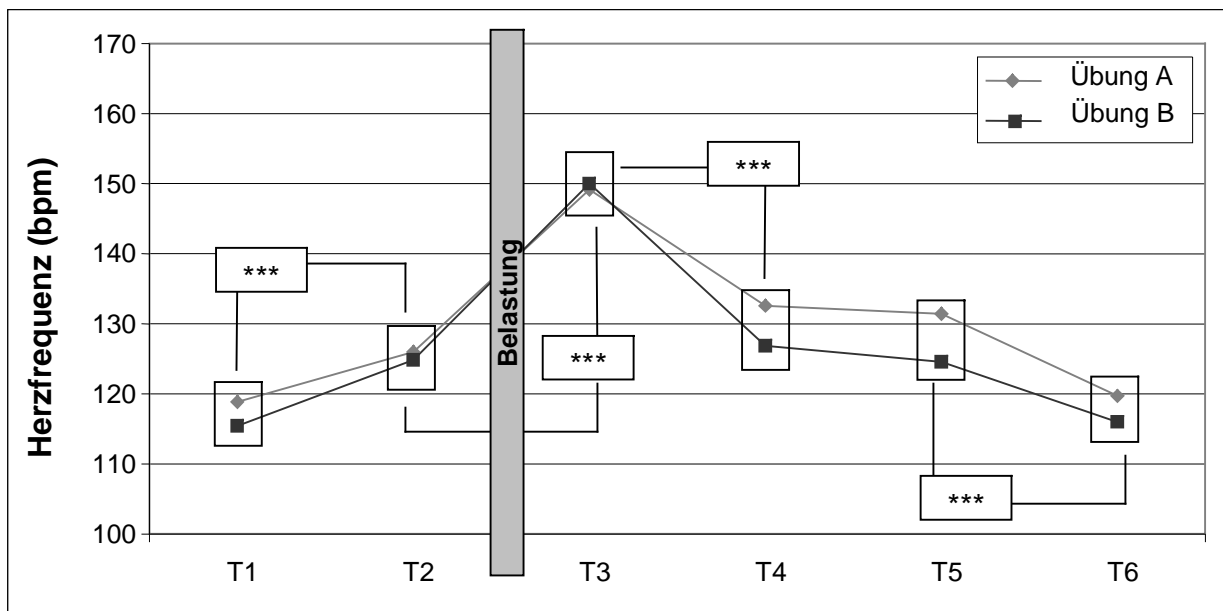 170
160
150
140
130
120
110
100
Herzfrequenz (bpm)
Übung A
Übung B
***
***
***
***
Belastung
T1 T2 T3 T4 T5 T6